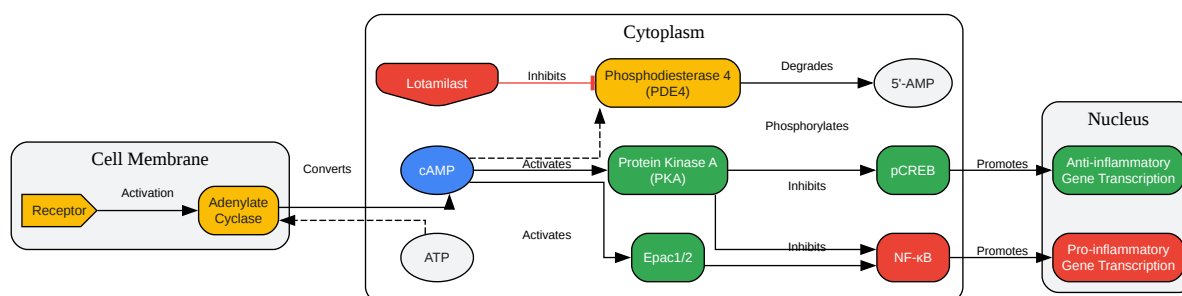 Cytoplasm
Lotamilast
Inhibits
Phosphodiesterase 4
(PDE4)
Degrades
5'-AMP
Nucleus
Cell Membrane
Converts
Phosphorylates
Activation
Receptor
Adenylate
Cyclase
cAMP
Activates
Protein Kinase A
(PKA)
Inhibits
pCREB
Promotes
Anti-inflammatory
Gene Transcription
ATP
Activates
Epac1/2
Inhibits
NF-κB
Promotes
Pro-inflammatory
Gene Transcription